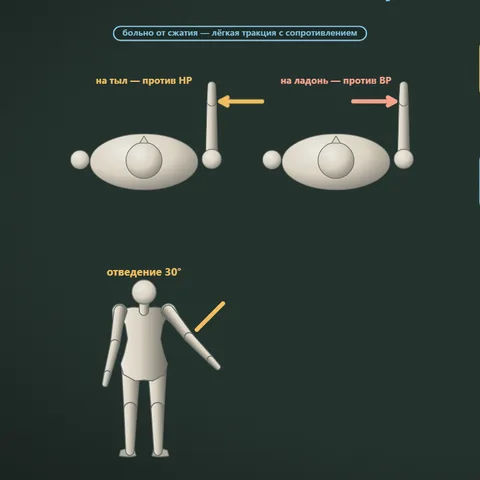 больно от сжатия — лёгкая тракция с сопротивлением
на тыл — против НР
на ладонь — против ВР
отведение 30°